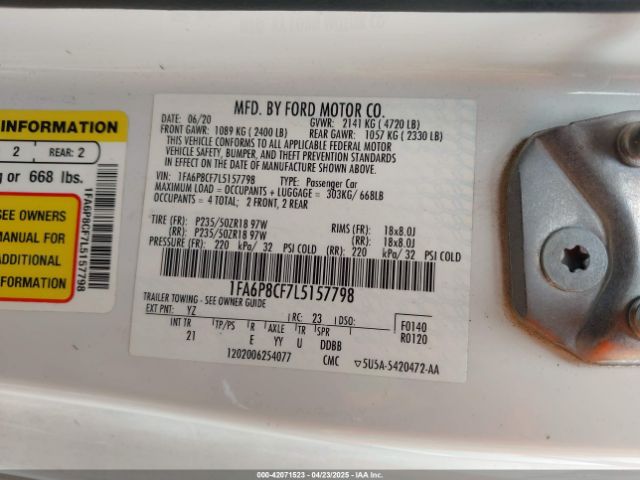 INFORMATION
2 REAR: 2
g or 668 lbs.
SEE OWNERS
MANUAL FOR
ADDITIONAL
INFORMATION
1FA6P8CF7L5157798
MFD. BY FORD MOTOR CO.
DATE: 06/20 GVWR: 2141 KG ( 4720 LB)
FRONT GAWR: 1089 KG ( 2400 LB) REAR GAWR: 1057 KG ( 2330 LB)
THIS VEHICLE CONFORMS TO ALL APPLICABLE FEDERAL MOTOR
VEHICLE SAFETY, BUMPER, AND THEFT PREVENTION STANDARDS
IN EFFECT ON THE DATE OF MANUFACTURE SHOWN ABOVE.
VIN: 1FA6P8CF7L5157798 TYPE: Passenger Car
MAXIMUM LOAD = OCCUPANTS + LUGGAGE = 303KG/ 668LB
OCCUPANTS = 4 TOTAL; 2 FRONT, 2 REAR
TIRE (FR): P235/50ZR18 97W RIMS (FR): 18x8.0J
(RR): P235/50ZR18 97W (RR): 18x8.0J
PRESSURE (FR): 220 kPa/ 32 PSI COLD (RR): 220 kPa/ 32 PSI COLD
1FA6P8CF7L5157798
TRAILER TOWING - SEE OWNER GUIDE
EXT PNT: YZ RC: 23 DSO: F0140
INT TR TP/PS R AXLE TR SPR R0120
21 E YY U DDBB
1202006254077 CMC ▽5U5A-5420472-AA
000-42071523 - 04/23/2025 - IAAI.COM